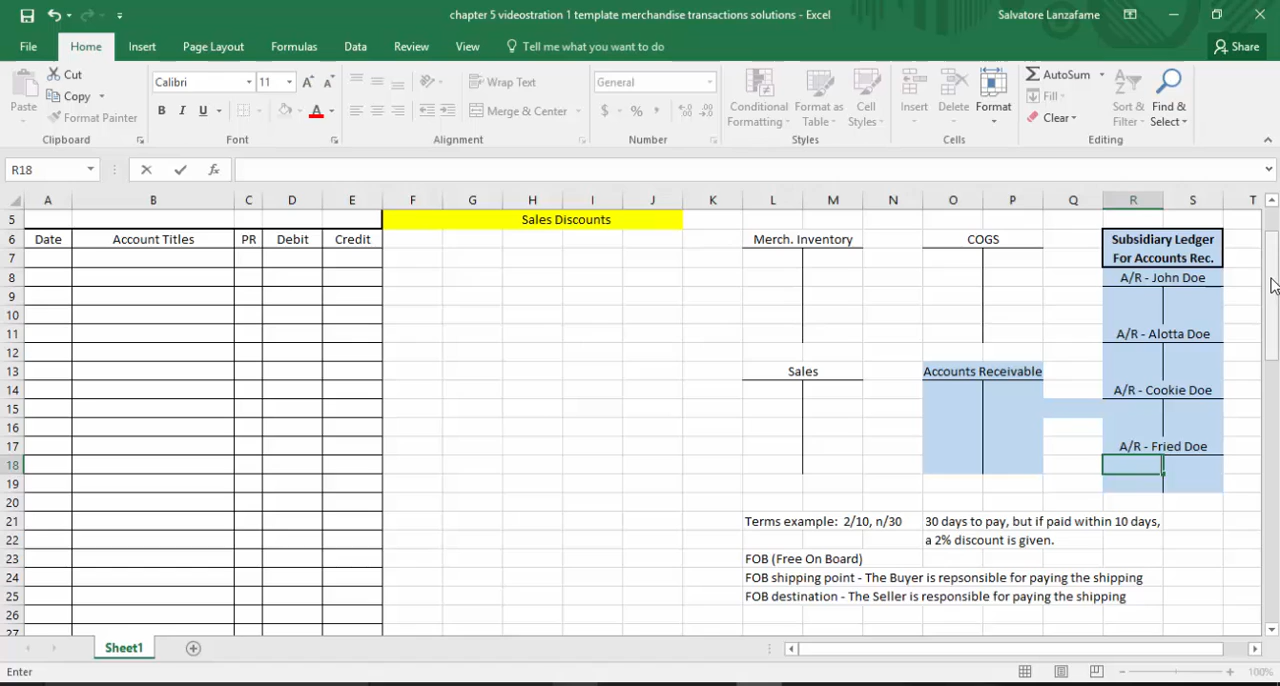 chapter 5 videostration 1 template merchandise transactions solutions - Excel
Salvatore Lanzafame
File Home Insert Page Layout Formulas Data Review View Tell me what you want to do Share
Paste
Cut
Copy
Format Painter
Clipboard
Calibri 11 A A
B I U A
Font
Wrap Text
Merge & Center
Alignment
General
$ % ,
Number
Conditional Formatting
Format as Table
Cell Styles
Styles
Insert Delete Format
Cells
AutoSum
Fill
Clear
Sort & Filter
Find & Select
Editing
R18
fx
A B C D E F G H I J K L M N O P Q R S T
5 Sales Discounts
6 Date Account Titles PR Debit Credit Merch. Inventory COGS Subsidiary Ledger
7 For Accounts Rec.
8 A/R - John Doe
9
10
11 A/R - Alotta Doe
12
13 Sales Accounts Receivable
14 A/R - Cookie Doe
15
16
17 A/R - Fried Doe
18
19
20
21 Terms example: 2/10, n/30 30 days to pay, but if paid within 10 days,
22 a 2% discount is given.
23 FOB (Free On Board)
24 FOB shipping point - The Buyer is repsonsible for paying the shipping
25 FOB destination - The Seller is responsible for paying the shipping
26
27
Sheet1
Enter
100%